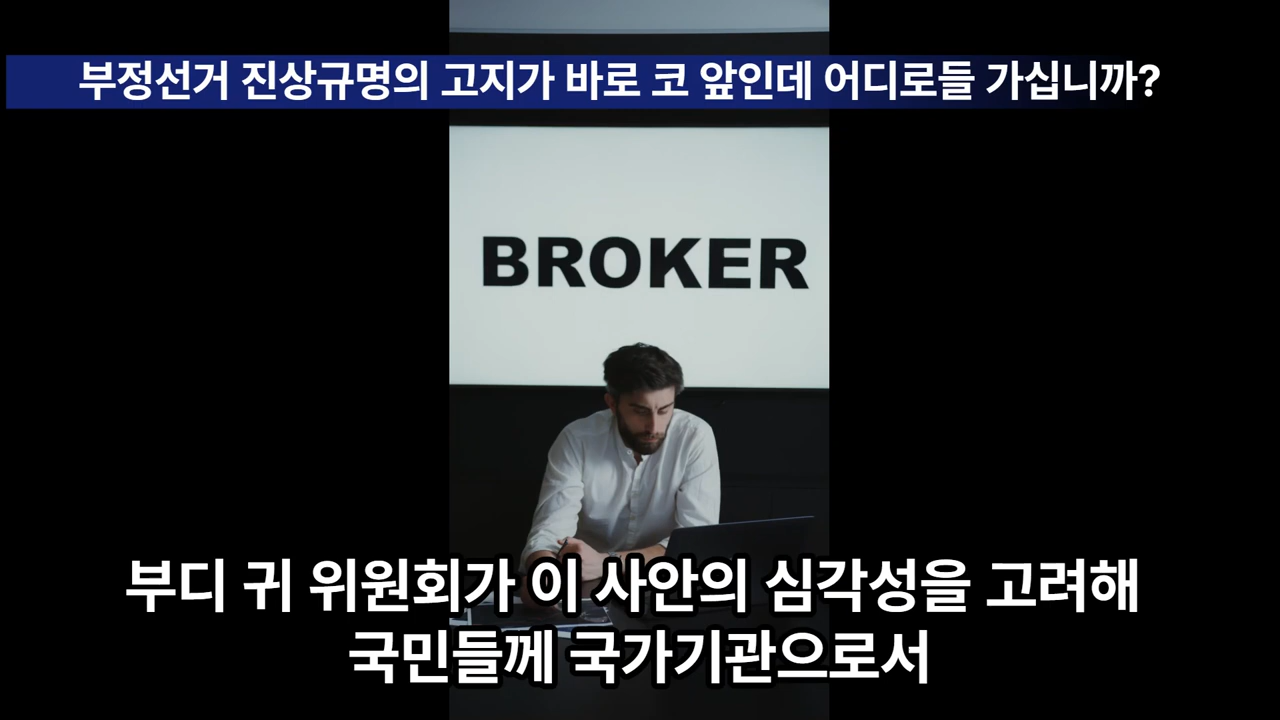 부정선거 진상규명의 고지가 바로 코 앞인데 어디로들 가십니까?
BROKER
부디 귀 위원회가 이 사안의 심각성을 고려해
국민들께 국가기관으로서